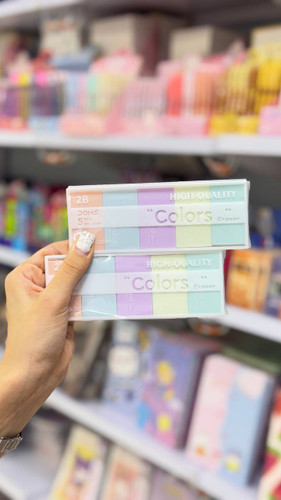 2B
HIGH-QUALITY
"Colors"
Eraser
HIGH-QUALITY
"Colors"
Eraser